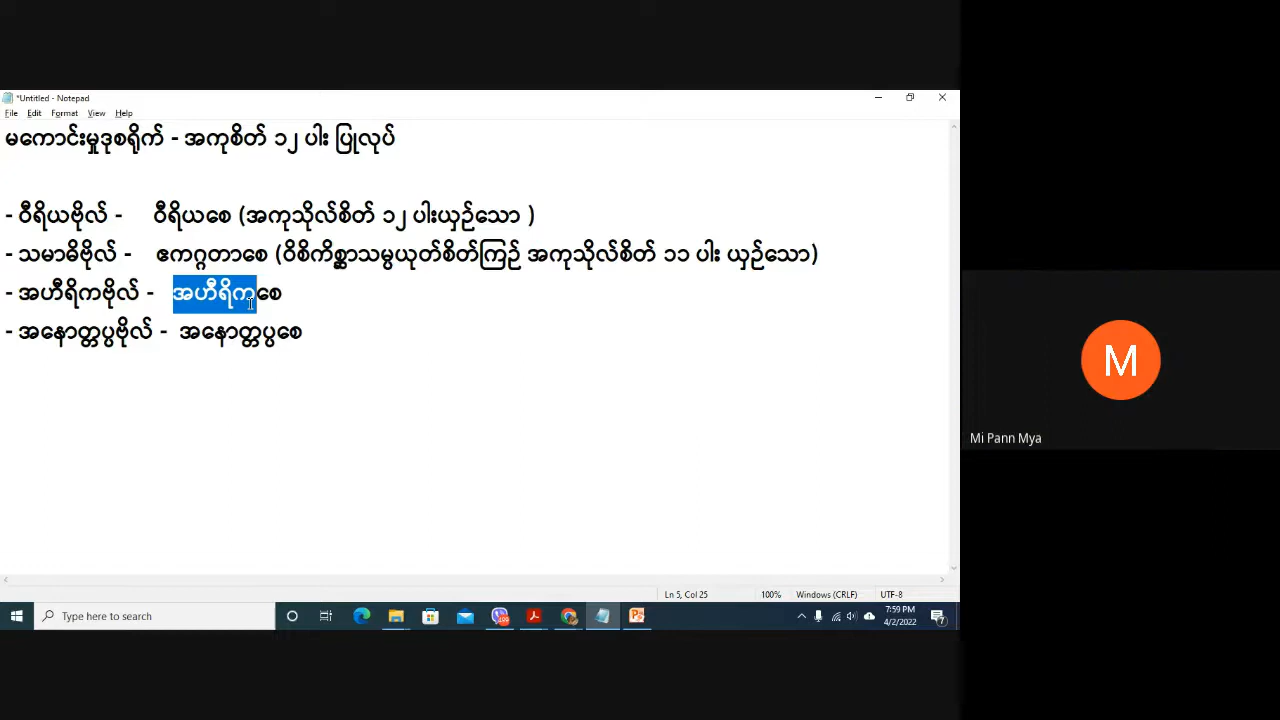 *Untitled - Notepad
File Edit Format View Help
မကောင်းမှုဒုစရိုက် - အကုစိတ် ၁၂ ပါး ပြုလုပ်
- ဝီရိယဗိုလ် - ဝီရိယစေ (အကုသိုလ်စိတ် ၁၂ ပါးယှဉ်သော )
- သမာဓိဗိုလ် - ဧကဂ္ဂတာစေ (ဝိစိကိစ္ဆာသမ္ပယုတ်စိတ်ကြဉ် အကုသိုလ်စိတ် ၁၁ ပါး ယှဉ်သော)
- အဟီရိကဗိုလ် - အဟီရိကစေ
- အနောတ္တပ္ပဗိုလ် - အနောတ္တပ္ပစေ
M
Mi Pann Mya
Ln 5, Col 25 100% Windows (CRLF) UTF-8
Type here to search
7:59 PM
4/2/2022